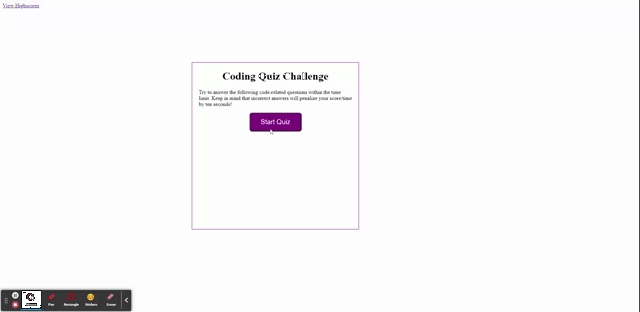 View Highscores
Coding Quiz Challenge
Try to answer the following code-related questions within the time
limit. Keep in mind that incorrect answers will penalize your score/time
by ten seconds!
Start Quiz
Pen Rectangle Stickers Eraser